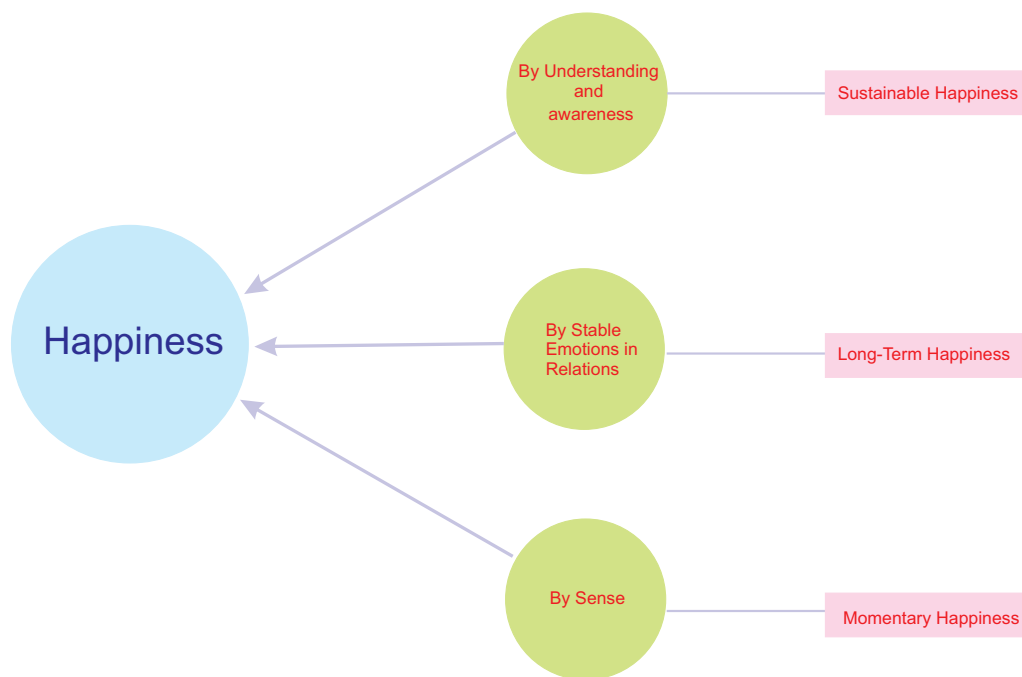 By Understanding
and
awareness
Sustainable Happiness
Happiness
By Stable
Emotions in
Relations
Long-Term Happiness
By Sense
Momentary Happiness